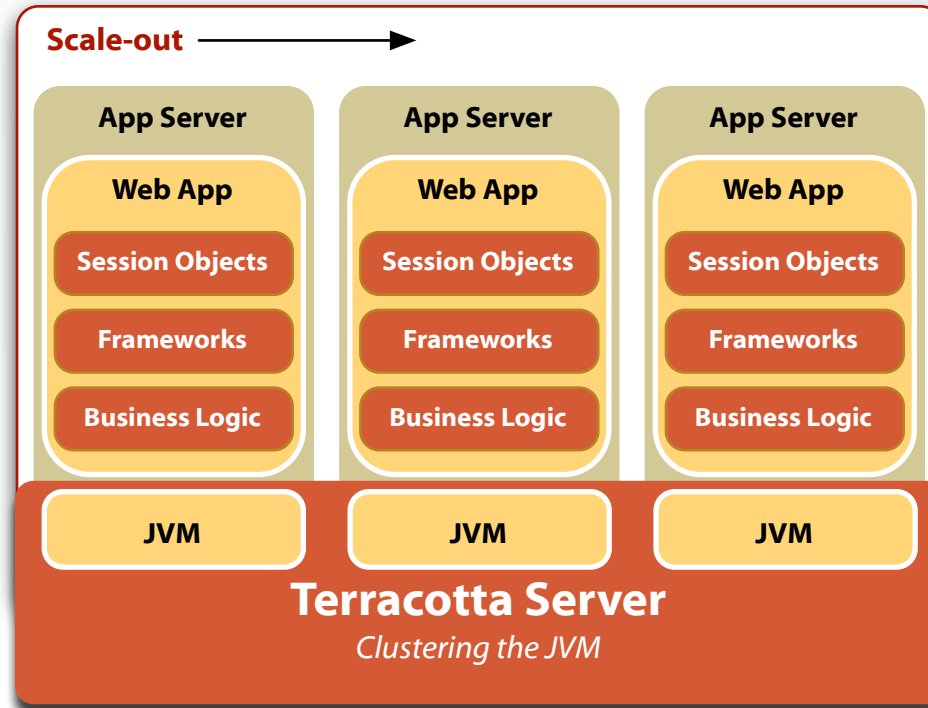 Scale-out
App Server
App Server
App Server
Web App
Web App
Web App
Session Objects
Session Objects
Session Objects
Frameworks
Frameworks
Frameworks
Business Logic
Business Logic
Business Logic
JVM
JVM
JVM
Terracotta Server
Clustering the JVM